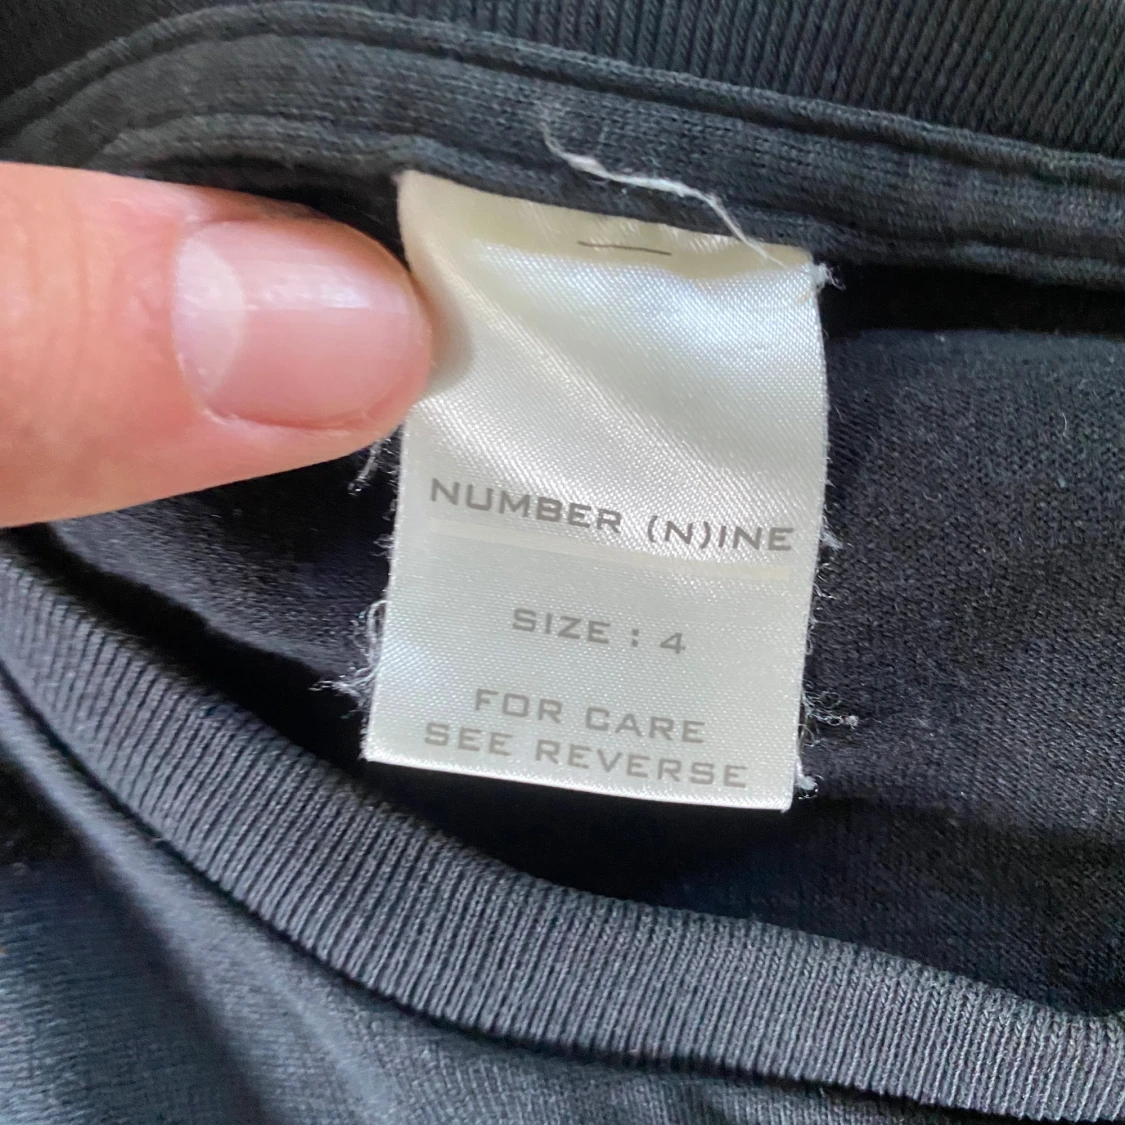 NUMBER (N)INE
SIZE : 4
FOR CARE
SEE REVERSE